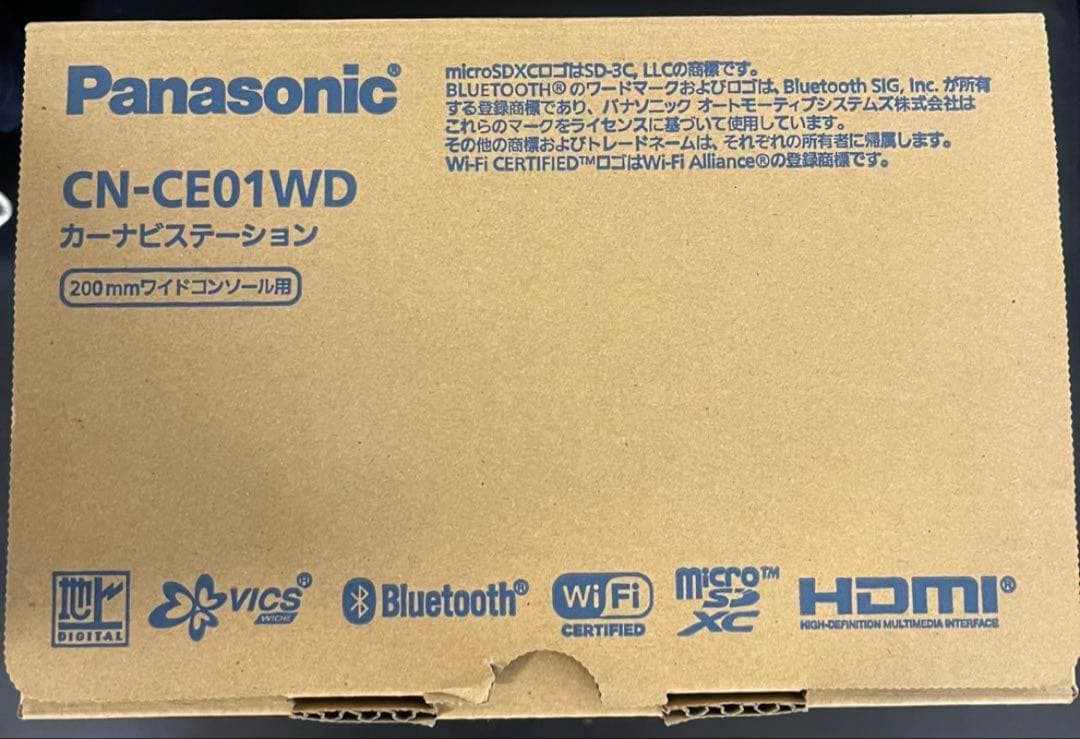 Panasonic®
CN-CE01WD
カーナビステーション
200mmワイドコンソール用
microSDXCロゴはSD-3C, LLCの商標です。
BLUETOOTH®のワードマークおよびロゴは、Bluetooth SIG, Inc. が所有
する登録商標であり、パナソニック オートモーティブシステムズ株式会社は
これらのマークをライセンスに基づいて使用しています。
その他の商標およびトレードネームは、それぞれの所有者に帰属します。
Wi-Fi CERTIFIED™ロゴはWi-Fi Alliance®の登録商標です。
地上
DIGITAL
VICS®
WIDE
Bluetooth®
Wi Fi
CERTIFIED
micro™
SD
XC
HDMI®
HIGH-DEFINITION MULTIMEDIA INTERFACE